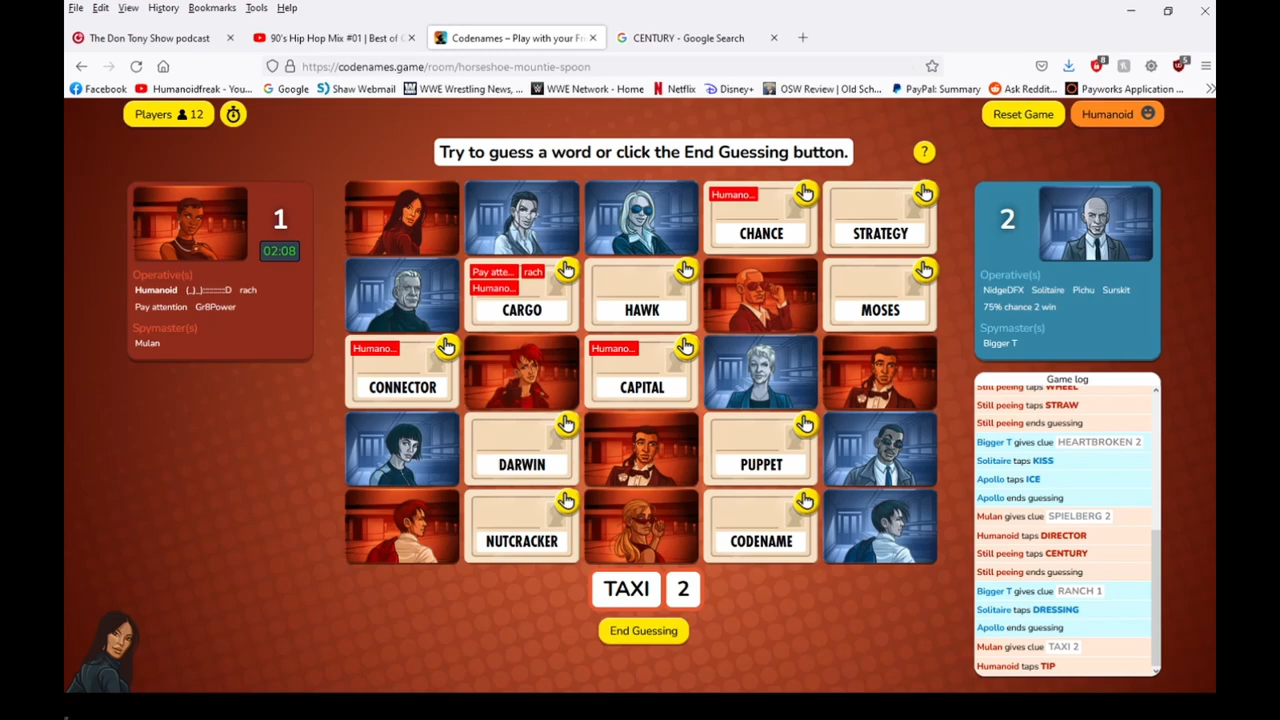 File Edit View History Bookmarks Tools Help
The Don Tony Show podcast
90's Hip Hop Mix #01 | Best of
Codenames – Play with your Fr
CENTURY - Google Search
https://codenames.game/room/horseshoe-mountie-spoon
8
5
Facebook Humanoidfreak - You... Google Shaw Webmail WWE Wrestling News, ... WWE Network - Home Netflix Disney+ OSW Review | Old Sch... PayPal: Summary Ask Reddit... Payworks Application ...
Players 12
Reset Game
Humanoid
Try to guess a word or click the End Guessing button.
?
1
02:08
Operative(s)
Humanoid (_)_):::::::::D rach
Pay attention Gr8Power
Spymaster(s)
Mulan
Humano...
CHANCE
STRATEGY
Pay atte... rach
Humano...
CARGO
HAWK
MOSES
Humano...
CONNECTOR
Humano...
CAPITAL
DARWIN
PUPPET
NUTCRACKER
CODENAME
TAXI 2
End Guessing
2
Operative(s)
NidgeDFX Solitaire Pichu Surskit
75% chance 2 win
Spymaster(s)
Bigger T
Game log
Still peeing taps WHEEL
Still peeing taps STRAW
Still peeing ends guessing
Bigger T gives clue HEARTBROKEN 2
Solitaire taps KISS
Apollo taps ICE
Apollo ends guessing
Mulan gives clue SPIELBERG 2
Humanoid taps DIRECTOR
Still peeing taps CENTURY
Still peeing ends guessing
Bigger T gives clue RANCH 1
Solitaire taps DRESSING
Apollo ends guessing
Mulan gives clue TAXI 2
Humanoid taps TIP